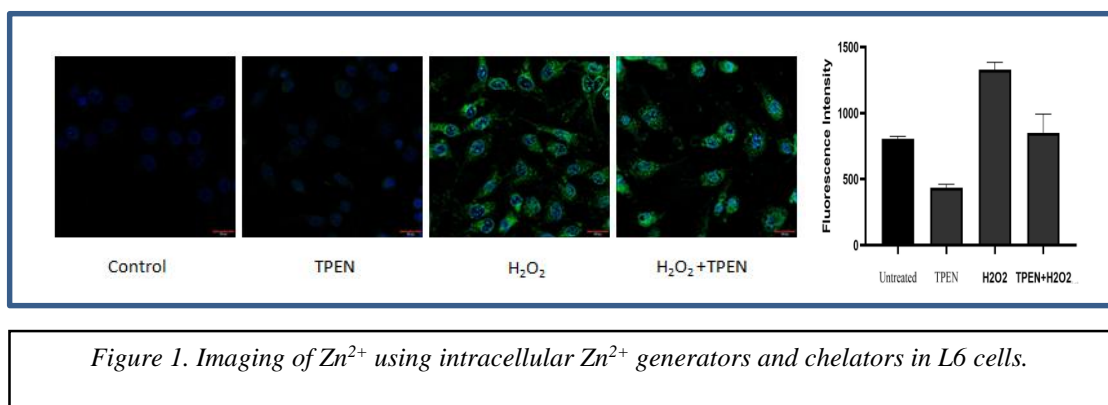 Control
TPEN
H₂O₂
H₂O₂ +TPEN
Fluorescence Intensity
1500
1000
500
0
Untreated
TPEN
H2O2
TPEN+H2O2
Figure 1. Imaging of Zn²⁺ using intracellular Zn²⁺ generators and chelators in L6 cells.